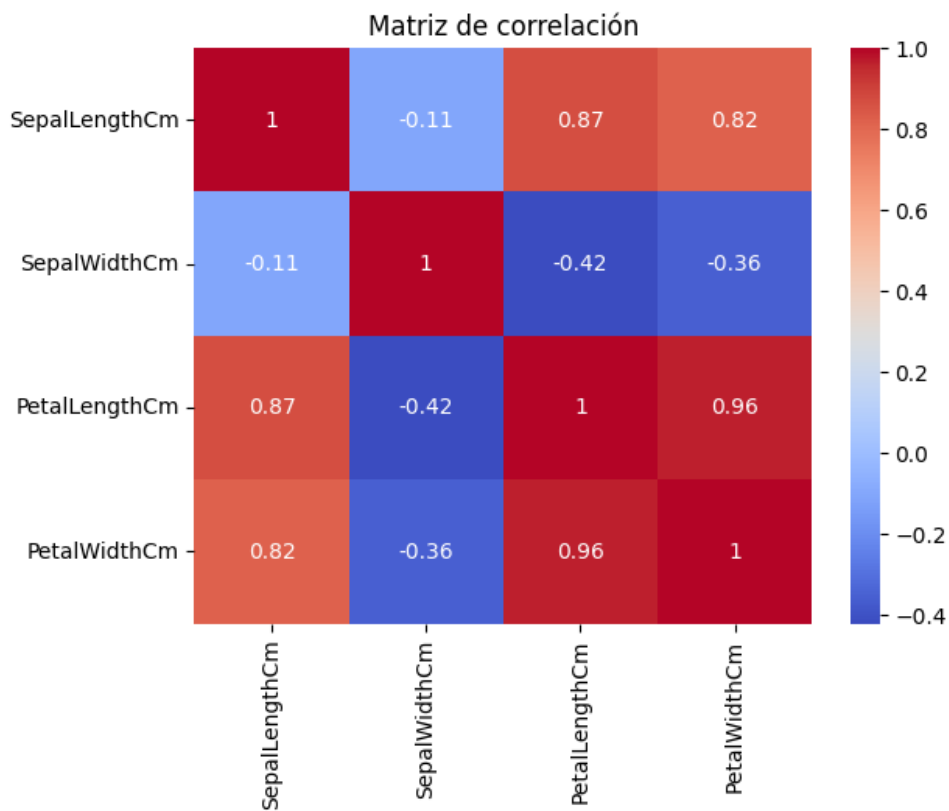 Matriz de correlación
SepalLengthCm 1 -0.11 0.87 0.82
SepalWidthCm -0.11 1 -0.42 -0.36
PetalLengthCm 0.87 -0.42 1 0.96
PetalWidthCm 0.82 -0.36 0.96 1
SepalLengthCm
SepalWidthCm
PetalLengthCm
PetalWidthCm
1.0
0.8
0.6
0.4
0.2
0.0
−0.2
−0.4